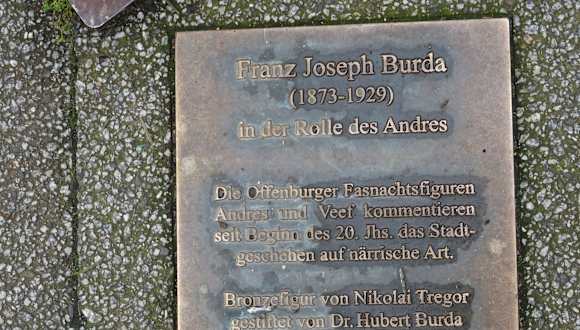 Franz Joseph Burda
(1873-1929)
in der Rolle des Andres
Die Offenburger Fasnachtsfiguren
Andres und Veef kommentieren
seit Beginn des 20. Jhs. das Stadt-
geschehen auf närrische Art.
Bronzefigur von Nikolai Tregor
gestiftet von Dr. Hubert Burda